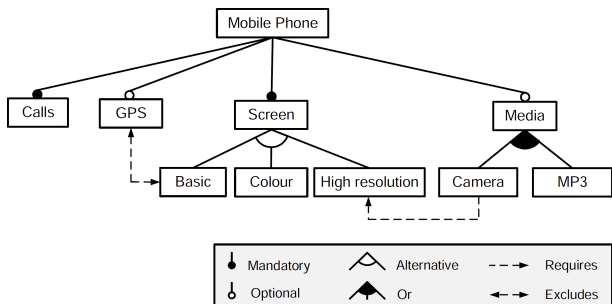 Mobile Phone
Calls GPS Screen Media
Basic Colour High resolution Camera MP3
Mandatory Alternative Requires
Optional Or Excludes